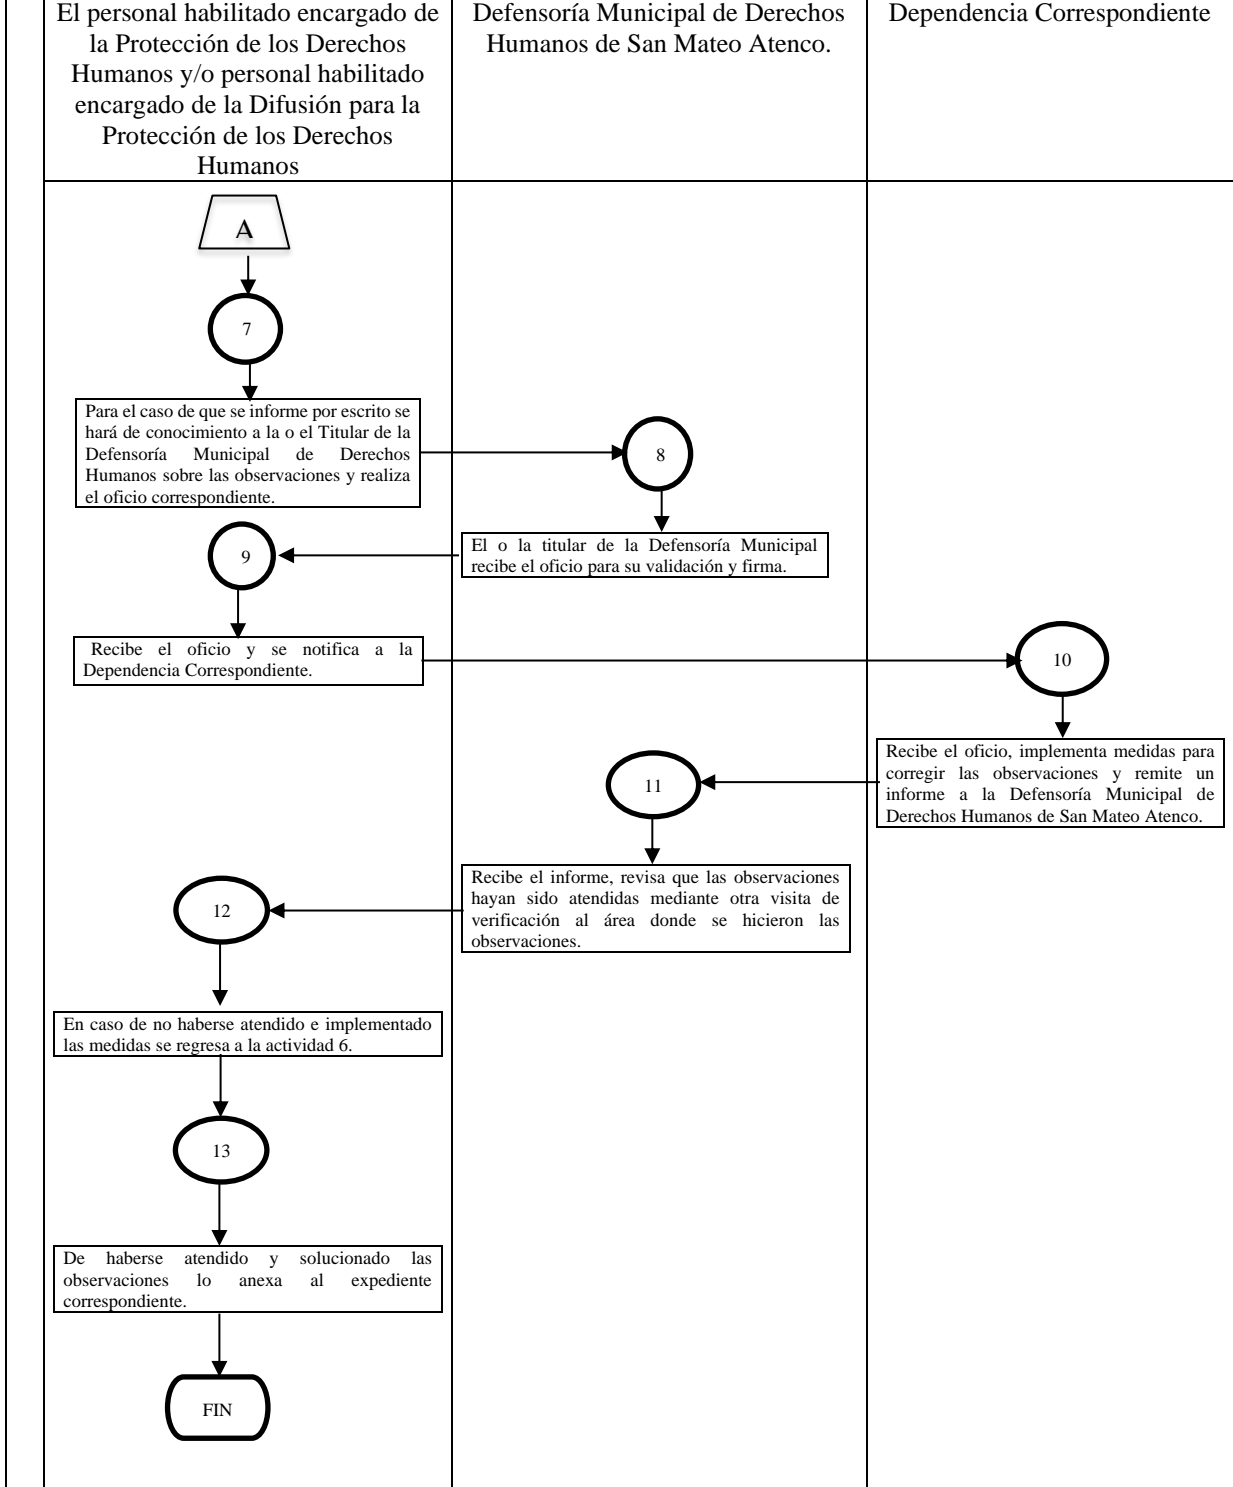 El personal habilitado encargado de
la Protección de los Derechos
Humanos y/o personal habilitado
encargado de la Difusión para la
Protección de los Derechos
Humanos
Defensoría Municipal de Derechos
Humanos de San Mateo Atenco.
Dependencia Correspondiente
A
7
Para el caso de que se informe por escrito se
hará de conocimiento a la o el Titular de la
Defensoría Municipal de Derechos
Humanos sobre las observaciones y realiza
el oficio correspondiente.
8
El o la titular de la Defensoría Municipal
recibe el oficio para su validación y firma.
9
Recibe el oficio y se notifica a la
Dependencia Correspondiente.
10
Recibe el oficio, implementa medidas para
corregir las observaciones y remite un
informe a la Defensoría Municipal de
Derechos Humanos de San Mateo Atenco.
11
Recibe el informe, revisa que las observaciones
hayan sido atendidas mediante otra visita de
verificación al área donde se hicieron las
observaciones.
12
En caso de no haberse atendido e implementado
las medidas se regresa a la actividad 6.
13
De haberse atendido y solucionado las
observaciones lo anexa al expediente
correspondiente.
FIN